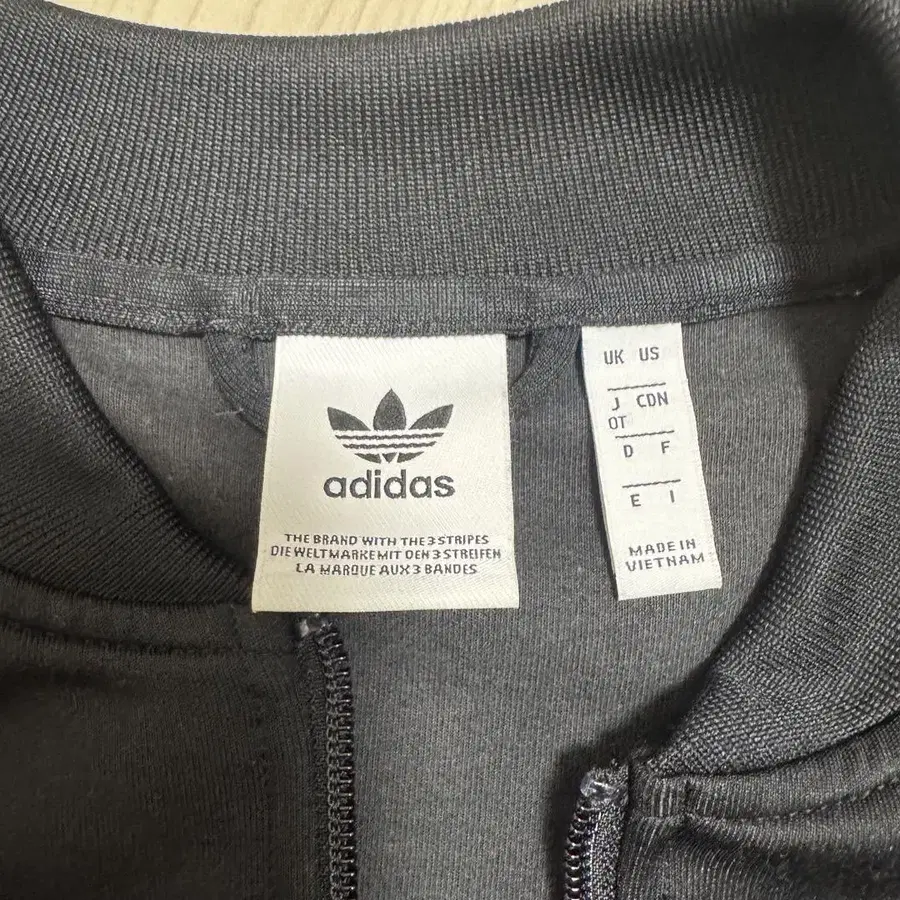 adidas
THE BRAND WITH THE 3 STRIPES
DIE WELTMARKE MIT DEN 3 STREIFEN
LA MARQUE AUX 3 BANDES
UK US
J CDN
OT
D F
E I
MADE IN
VIETNAM